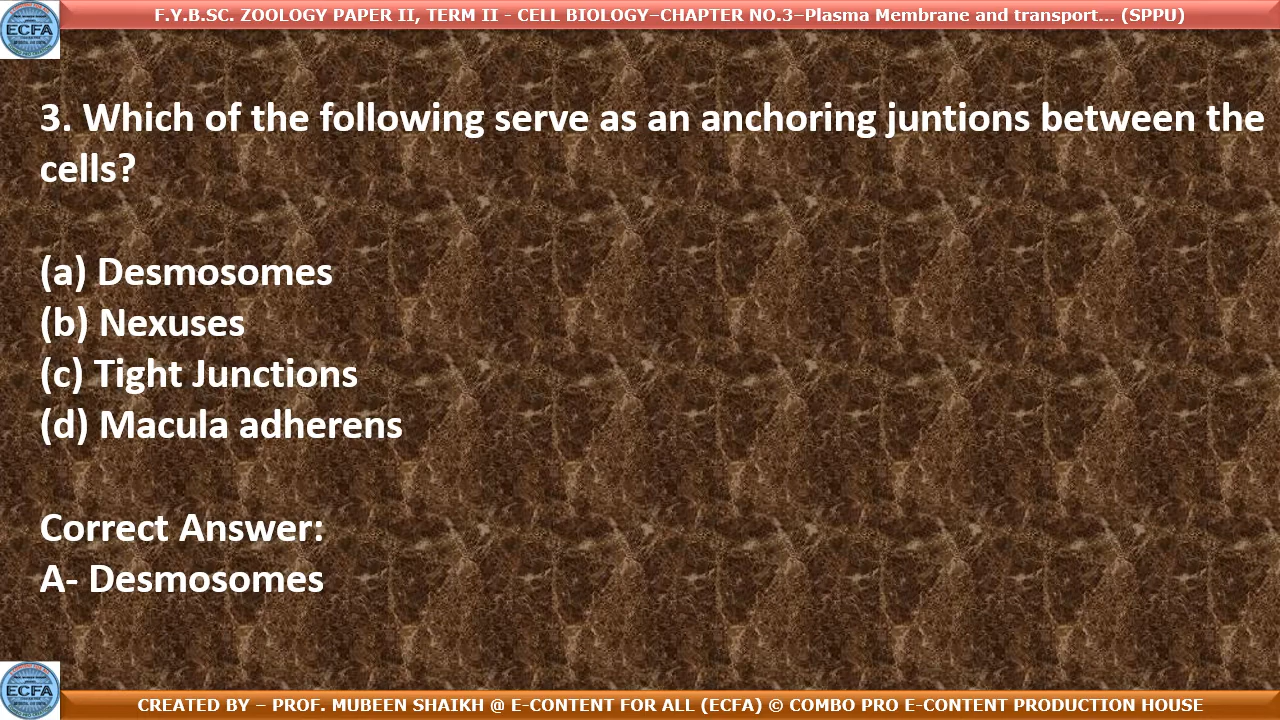 F.Y.B.SC. ZOOLOGY PAPER II, TERM II - CELL BIOLOGY–CHAPTER NO.3–Plasma Membrane and transport... (SPPU)
ECFA
3. Which of the following serve as an anchoring juntions between the
cells?
(a) Desmosomes
(b) Nexuses
(c) Tight Junctions
(d) Macula adherens
Correct Answer:
A- Desmosomes
ECFA
CREATED BY – PROF. MUBEEN SHAIKH @ E-CONTENT FOR ALL (ECFA) © COMBO PRO E-CONTENT PRODUCTION HOUSE